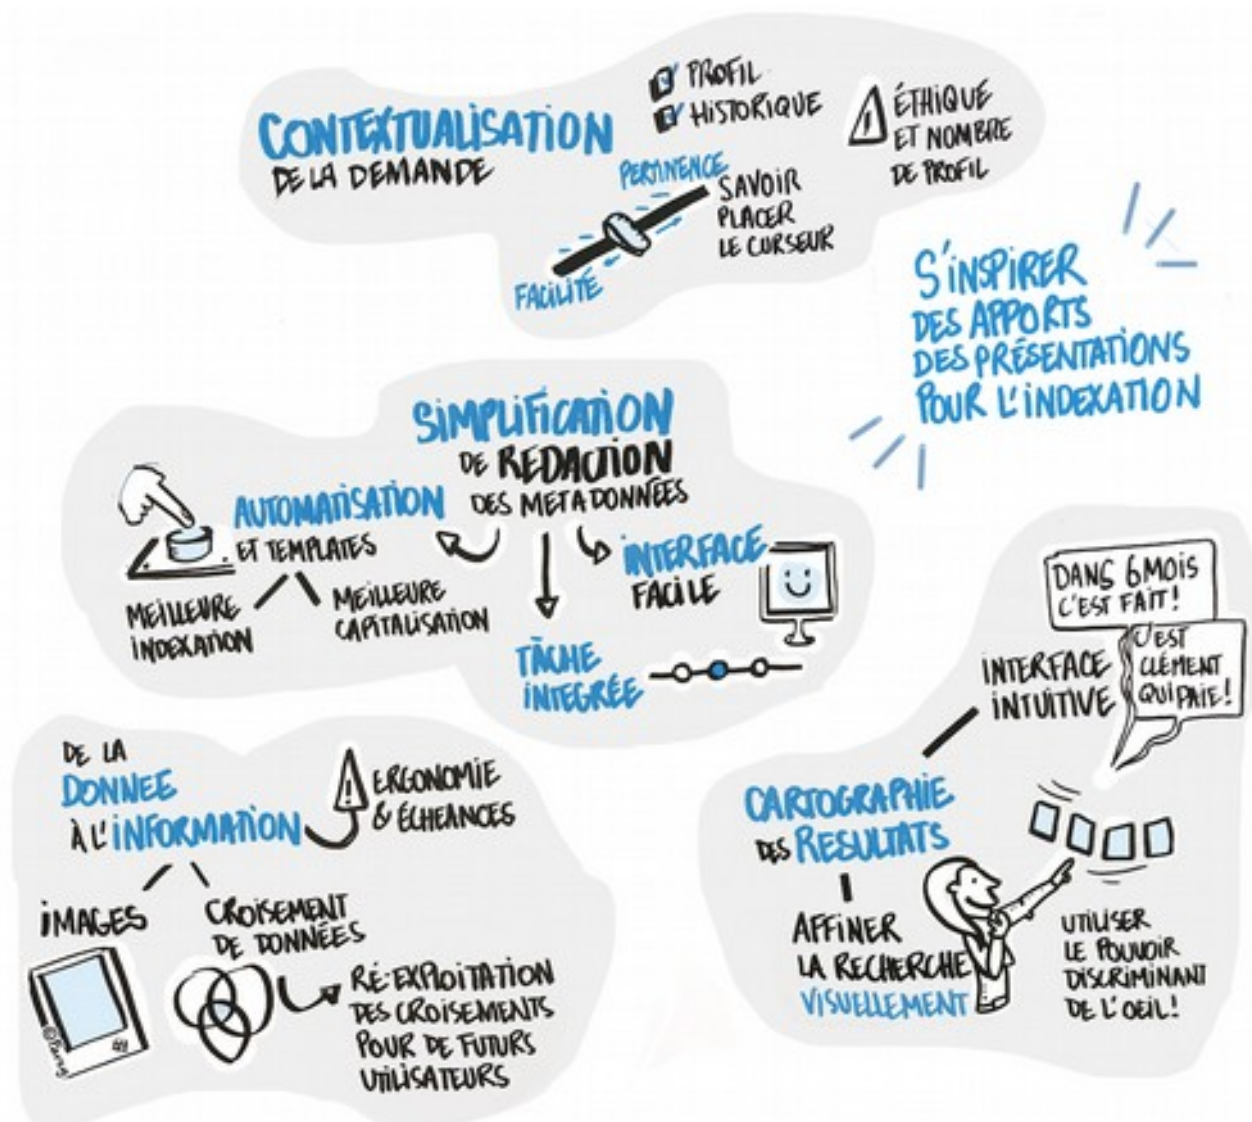 CONTEXTUALISATION
DE LA DEMANDE
PROFIL
HISTORIQUE
ÉTHIQUE
ET NOMBRE
DE PROFIL
PERTINENCE
SAVOIR
PLACER
LE CURSEUR
FACILITÉ
S'INSPIRER
DES APPORTS
DES PRÉSENTATIONS
POUR L'INDEXATION
SIMPLIFICATION
DE REDACTION
DES METADONNÉES
AUTOMATISATION
ET TEMPLATES
MEILLEURE
INDEXATION
MEILLEURE
CAPITALISATION
INTERFACE
FACILE
TÂCHE
INTEGRÉE
DE LA
DONNEE
À L'INFORMATION
ERGONOMIE
& ÉCHEANCES
IMAGES
CROISEMENT
DE DONNÉES
RÉ-EXPLOITATION
DES CROISEMENTS
POUR DE FUTURS
UTILISATEURS
DANS 6 MOIS
C'EST FAIT!
C'EST
CLÉMENT
QUI PAIE!
INTERFACE
INTUITIVE
CARTOGRAPHIE
DES RESULTATS
AFFINER
LA RECHERCHE
VISUELLEMENT
UTILISER
LE POUVOIR
DISCRIMINANT
DE L'OEIL!